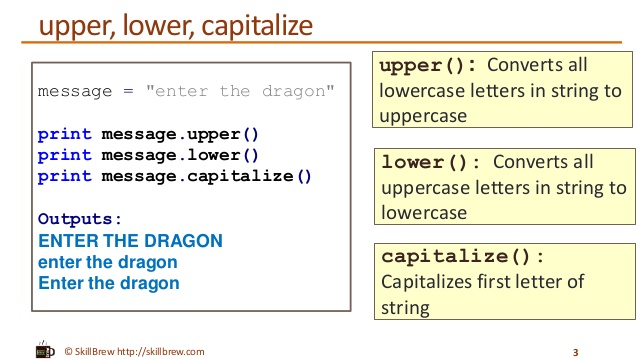 upper, lower, capitalize
message = "enter the dragon"
print message.upper()
print message.lower()
print message.capitalize()
Outputs:
ENTER THE DRAGON
enter the dragon
Enter the dragon
upper(): Converts all
lowercase letters in string to
uppercase
lower(): Converts all
uppercase letters in string to
lowercase
capitalize():
Capitalizes first letter of
string
© SkillBrew http://skillbrew.com
3